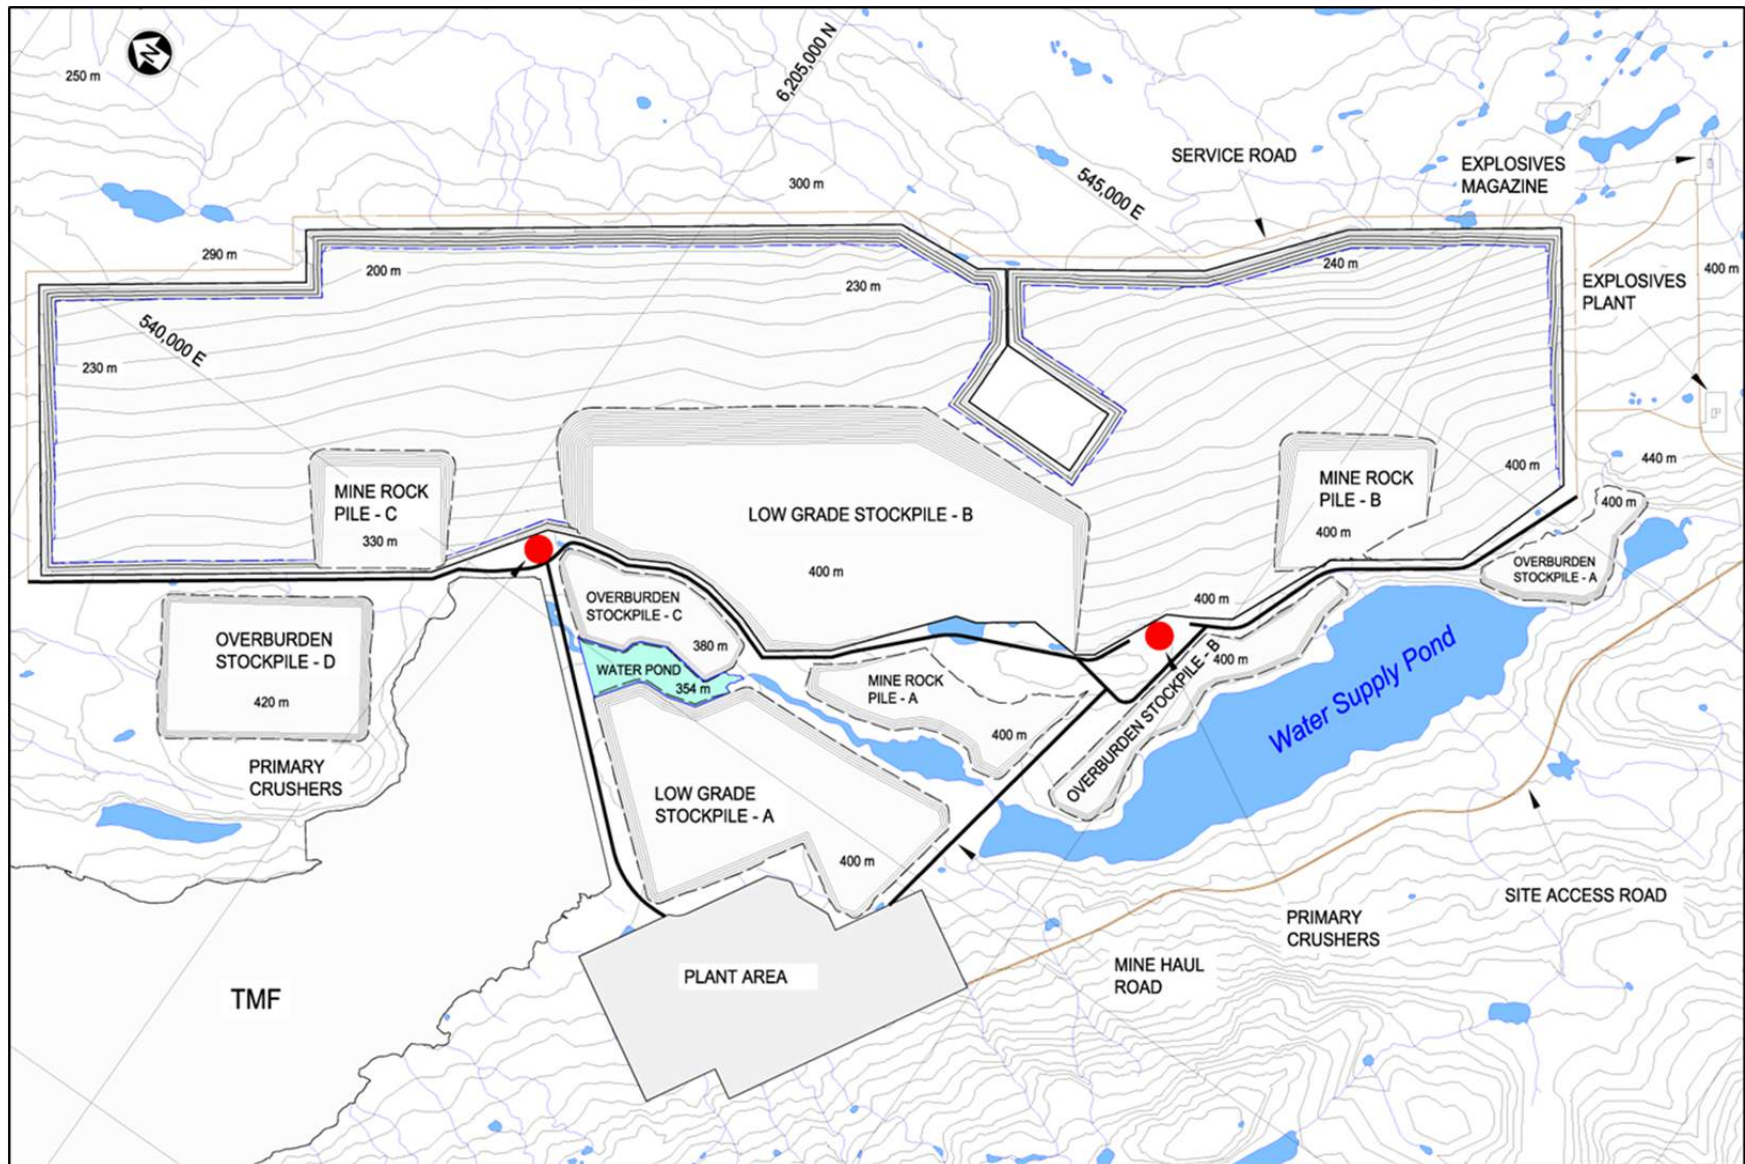 N
250 m
6,205,000 N
SERVICE ROAD
EXPLOSIVES
MAGAZINE
300 m
545,000 E
290 m
200 m
230 m
240 m
400 m
EXPLOSIVES
PLANT
540,000 E
230 m
MINE ROCK
PILE - C
330 m
LOW GRADE STOCKPILE - B
400 m
MINE ROCK
PILE - B
400 m
400 m
440 m
400 m
OVERBURDEN
STOCKPILE - A
OVERBURDEN
STOCKPILE - C
380 m
400 m
OVERBURDEN
STOCKPILE - D
420 m
WATER POND
354 m
MINE ROCK
PILE - A
400 m
OVERBURDEN STOCKPILE - B
400 m
Water Supply Pond
PRIMARY
CRUSHERS
LOW GRADE
STOCKPILE - A
400 m
SITE ACCESS ROAD
PRIMARY
CRUSHERS
MINE HAUL
ROAD
PLANT AREA
TMF